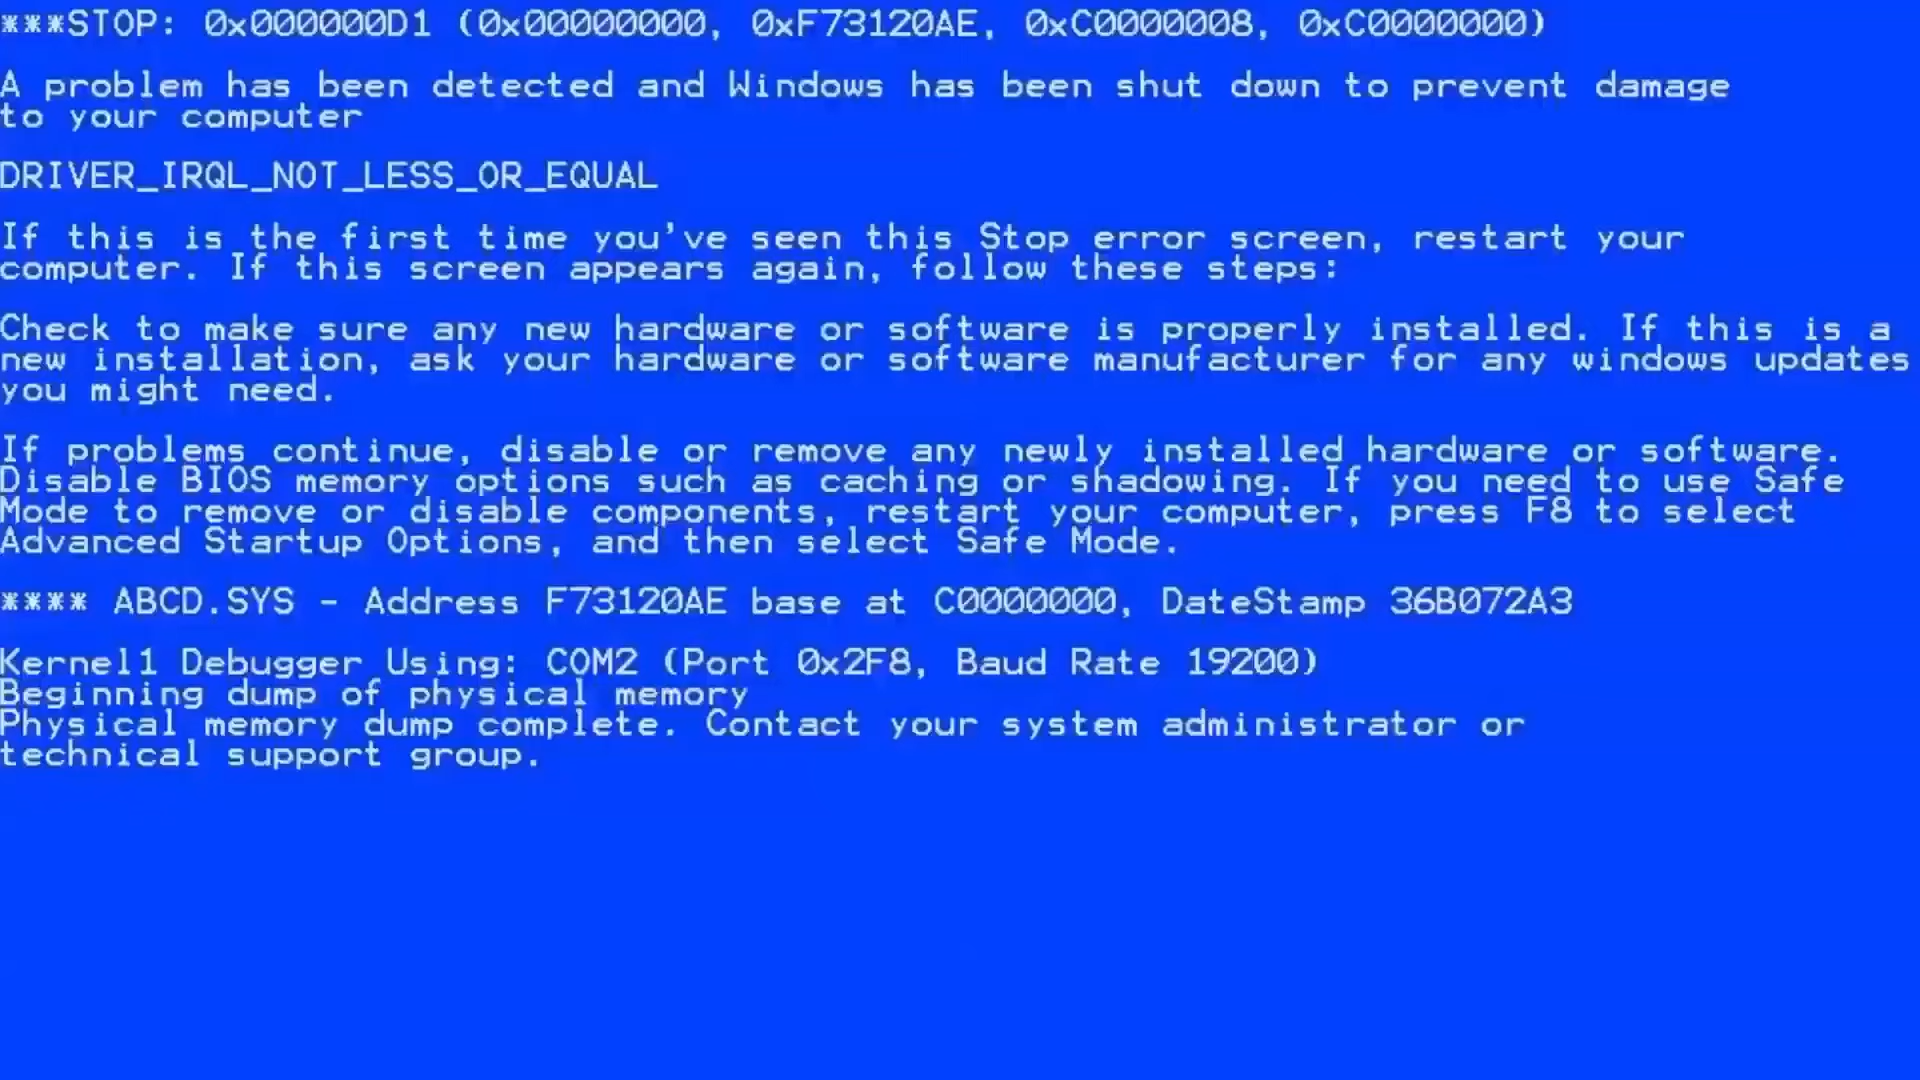 ***STOP: 0x000000D1 (0x00000000, 0xF73120AE, 0xC0000008, 0xC0000000)
A problem has been detected and Windows has been shut down to prevent damage
to your computer
DRIVER_IRQL_NOT_LESS_OR_EQUAL
If this is the first time you've seen this Stop error screen, restart your
computer. If this screen appears again, follow these steps:
Check to make sure any new hardware or software is properly installed. If this is a
new installation, ask your hardware or software manufacturer for any windows updates
you might need.
If problems continue, disable or remove any newly installed hardware or software.
Disable BIOS memory options such as caching or shadowing. If you need to use Safe
Mode to remove or disable components, restart your computer, press F8 to select
Advanced Startup Options, and then select Safe Mode.
**** ABCD.SYS - Address F73120AE base at C0000000, DateStamp 36B072A3
Kernel1 Debugger Using: COM2 (Port 0x2F8, Baud Rate 19200)
Beginning dump of physical memory
Physical memory dump complete. Contact your system administrator or
technical support group.